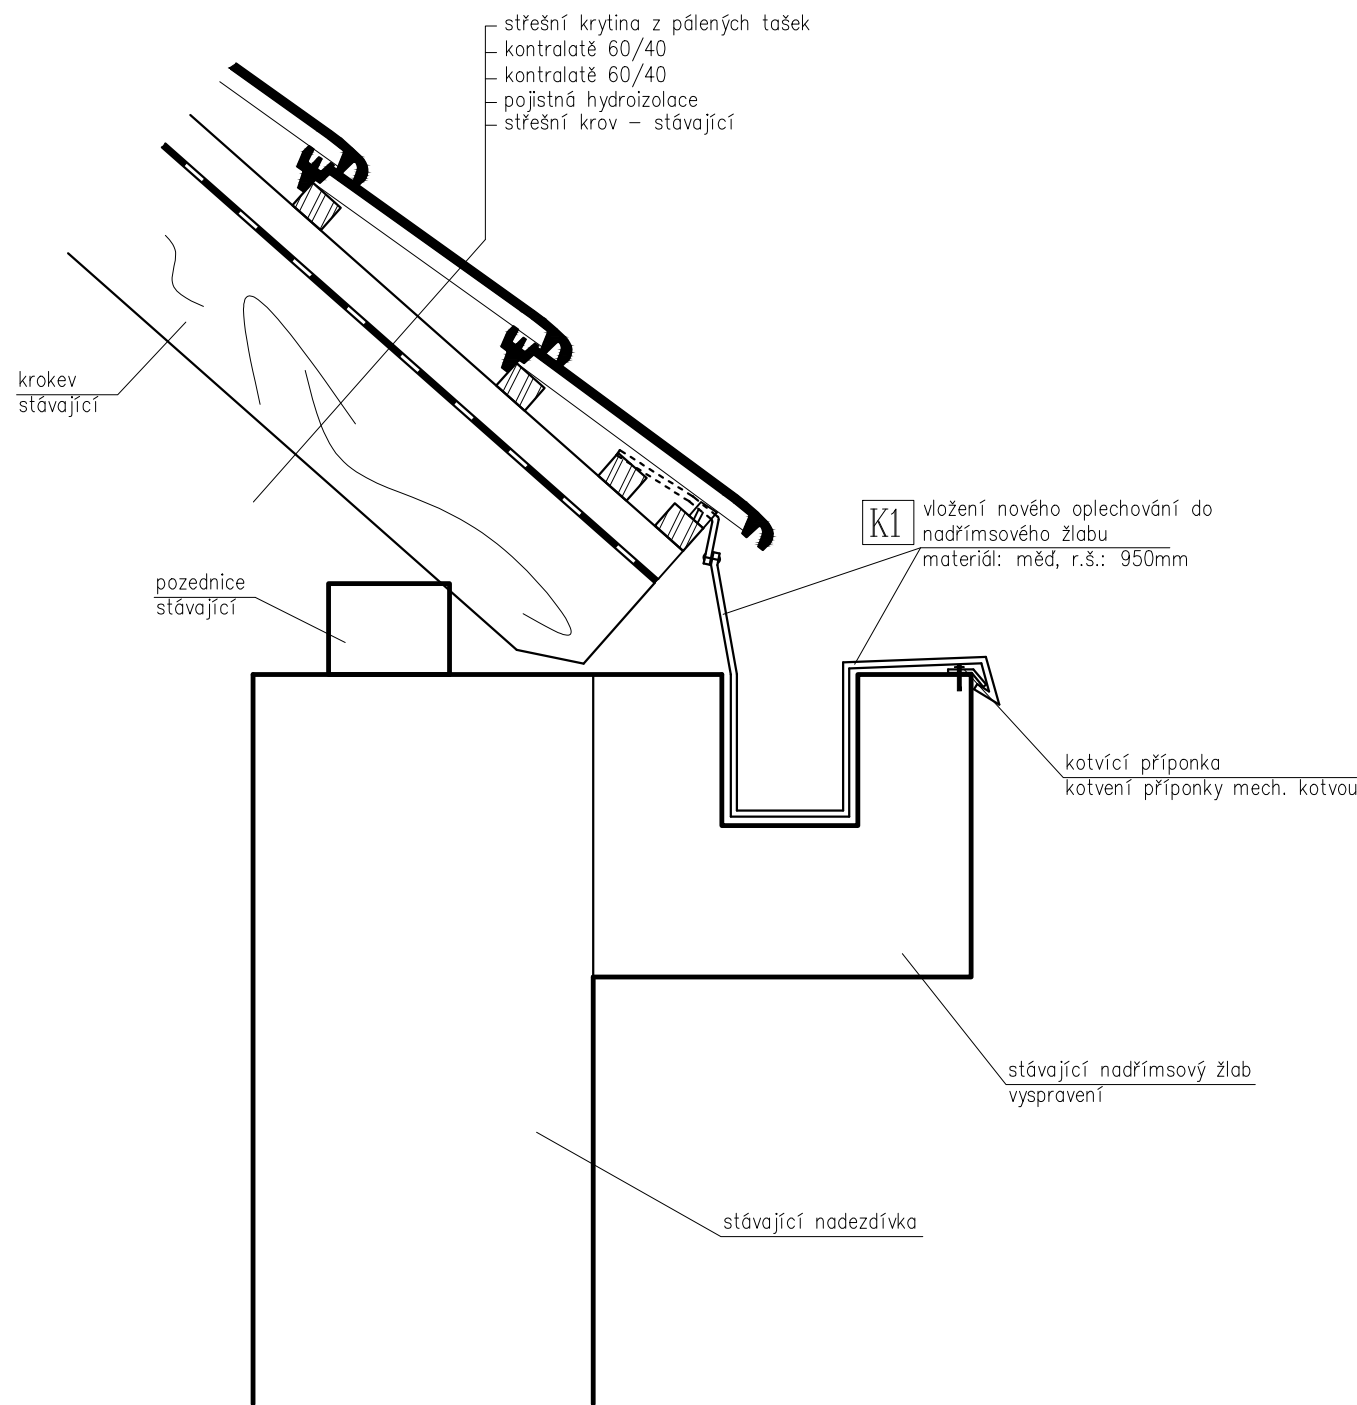 střešní krytina z pálených tašek
kontralatě 60/40
kontralatě 60/40
pojistná hydroizolace
střešní krov – stávající
krokev
stávající
K1
vložení nového oplechování do
nadřímsového žlabu
materiál: měď, r.š.: 950mm
pozednice
stávající
kotvící příponka
kotvení příponky mech. kotvou
stávající nadřímsový žlab
vyspravení
stávající nadezdívka